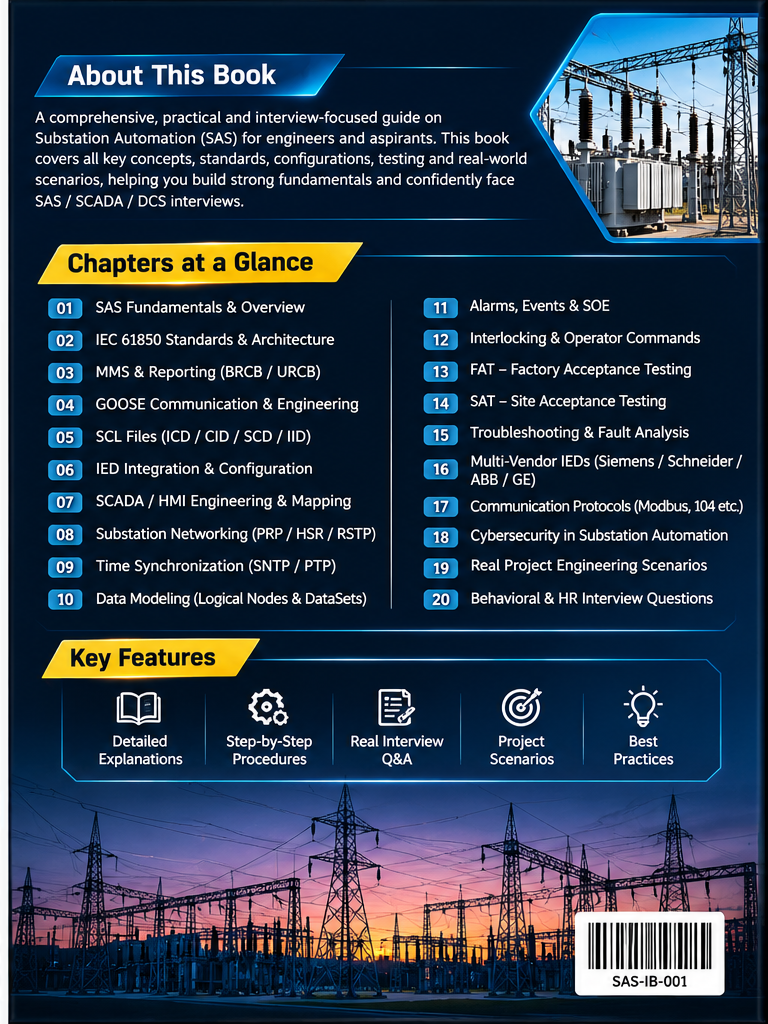 About This Book
A comprehensive, practical and interview-focused guide on
Substation Automation (SAS) for engineers and aspirants. This book
covers all key concepts, standards, configurations, testing and real-world
scenarios, helping you build strong fundamentals and confidently face
SAS / SCADA / DCS interviews.
Chapters at a Glance
01 SAS Fundamentals & Overview
02 IEC 61850 Standards & Architecture
03 MMS & Reporting (BRCB / URCB)
04 GOOSE Communication & Engineering
05 SCL Files (ICD / CID / SCD / IID)
06 IED Integration & Configuration
07 SCADA / HMI Engineering & Mapping
08 Substation Networking (PRP / HSR / RSTP)
09 Time Synchronization (SNTP / PTP)
10 Data Modeling (Logical Nodes & DataSets)
11 Alarms, Events & SOE
12 Interlocking & Operator Commands
13 FAT – Factory Acceptance Testing
14 SAT – Site Acceptance Testing
15 Troubleshooting & Fault Analysis
16 Multi-Vendor IEDs (Siemens / Schneider /
ABB / GE)
17 Communication Protocols (Modbus, 104 etc.)
18 Cybersecurity in Substation Automation
19 Real Project Engineering Scenarios
20 Behavioral & HR Interview Questions
Key Features
Detailed
Explanations
Step-by-Step
Procedures
Real Interview
Q&A
Project
Scenarios
Best
Practices
SAS-IB-001